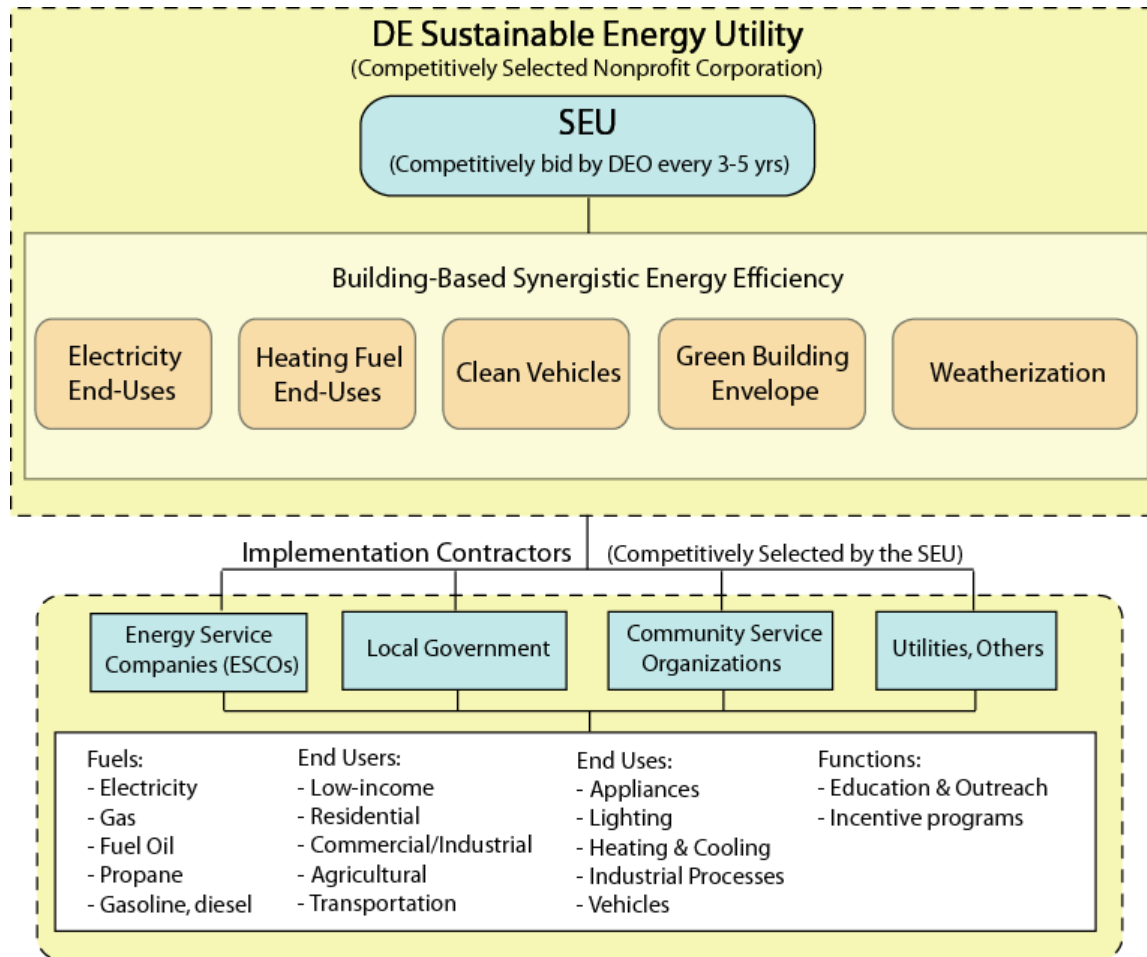 DE Sustainable Energy Utility
(Competitively Selected Nonprofit Corporation)
SEU
(Competitively bid by DEO every 3-5 yrs)
Building-Based Synergistic Energy Efficiency
Electricity
End-Uses
Heating Fuel
End-Uses
Clean Vehicles
Green Building
Envelope
Weatherization
Implementation Contractors
(Competitively Selected by the SEU)
Energy Service
Companies (ESCOs)
Local Government
Community Service
Organizations
Utilities, Others
Fuels:
- Electricity
- Gas
- Fuel Oil
- Propane
- Gasoline, diesel
End Users:
- Low-income
- Residential
- Commercial/Industrial
- Agricultural
- Transportation
End Uses:
- Appliances
- Lighting
- Heating & Cooling
- Industrial Processes
- Vehicles
Functions:
- Education & Outreach
- Incentive programs